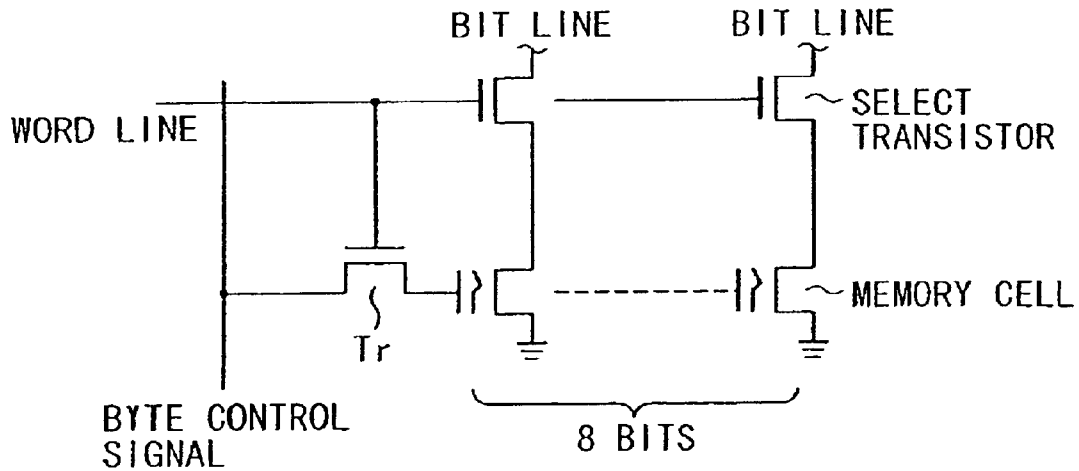 BIT LINE
BIT LINE
WORD LINE
SELECT
TRANSISTOR
MEMORY CELL
Tr
BYTE CONTROL
SIGNAL
8 BITS